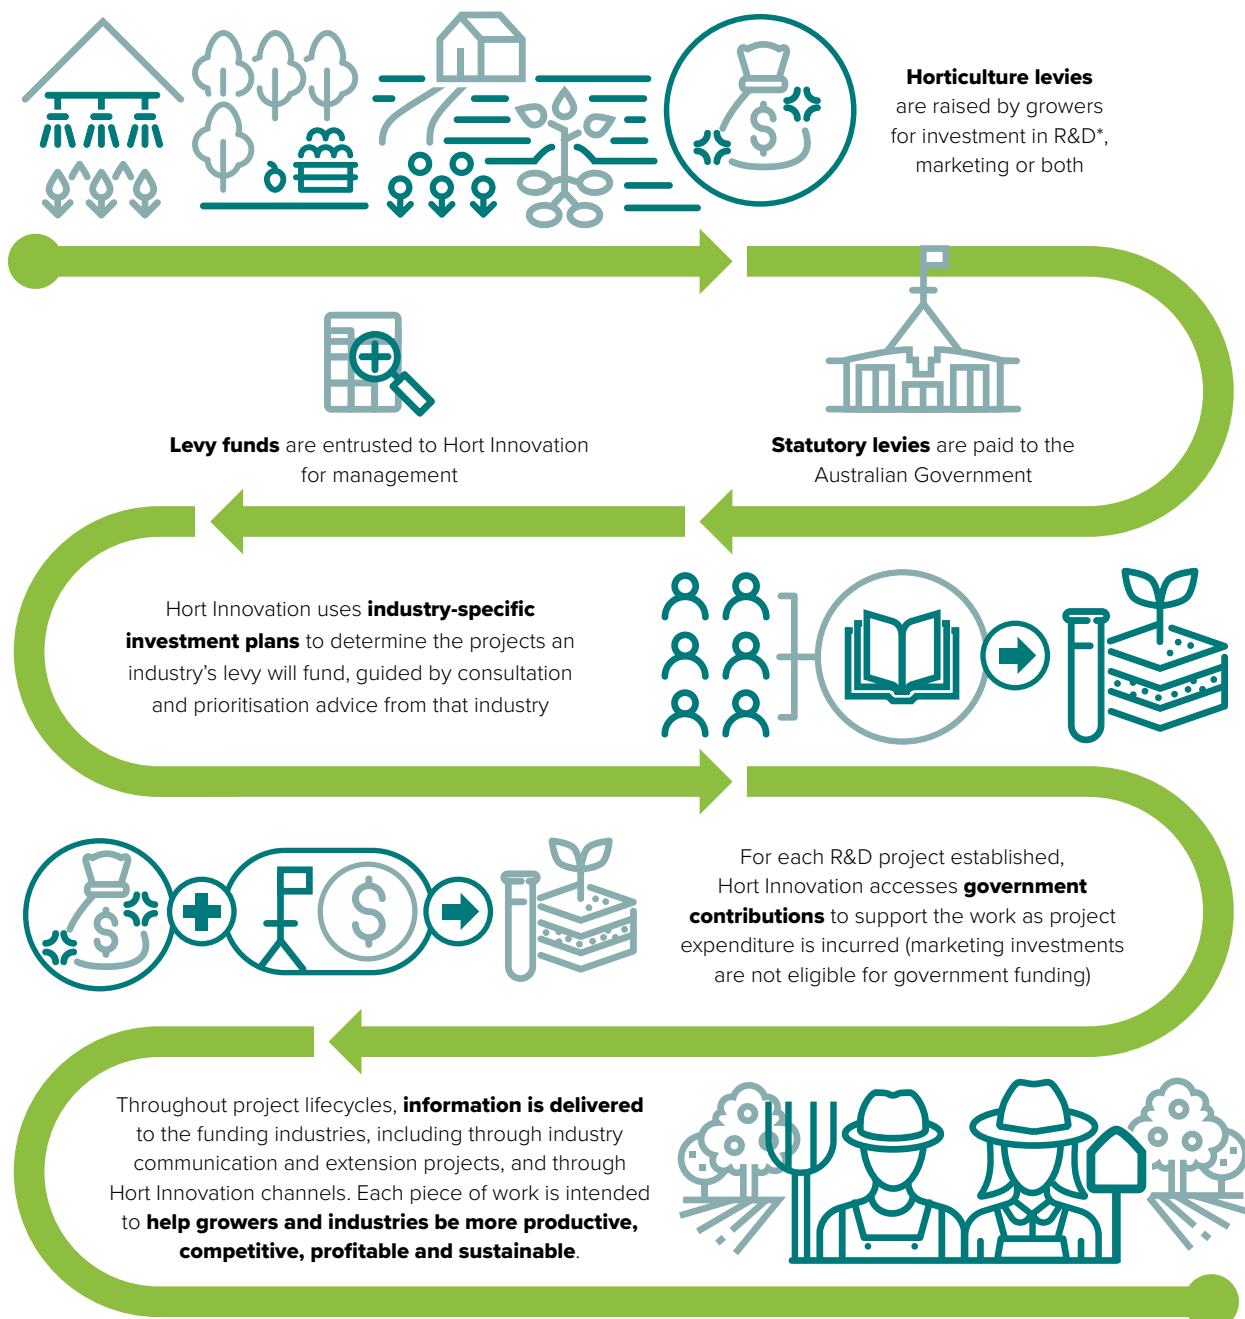 Horticulture levies
are raised by growers
for investment in R&D*,
marketing or both
Levy funds are entrusted to Hort Innovation
for management
Statutory levies are paid to the
Australian Government
Hort Innovation uses industry-specific
investment plans to determine the projects an
industry’s levy will fund, guided by consultation
and prioritisation advice from that industry
For each R&D project established,
Hort Innovation accesses government
contributions to support the work as project
expenditure is incurred (marketing investments
are not eligible for government funding)
Throughout project lifecycles, information is delivered
to the funding industries, including through industry
communication and extension projects, and through
Hort Innovation channels. Each piece of work is intended
to help growers and industries be more productive,
competitive, profitable and sustainable.